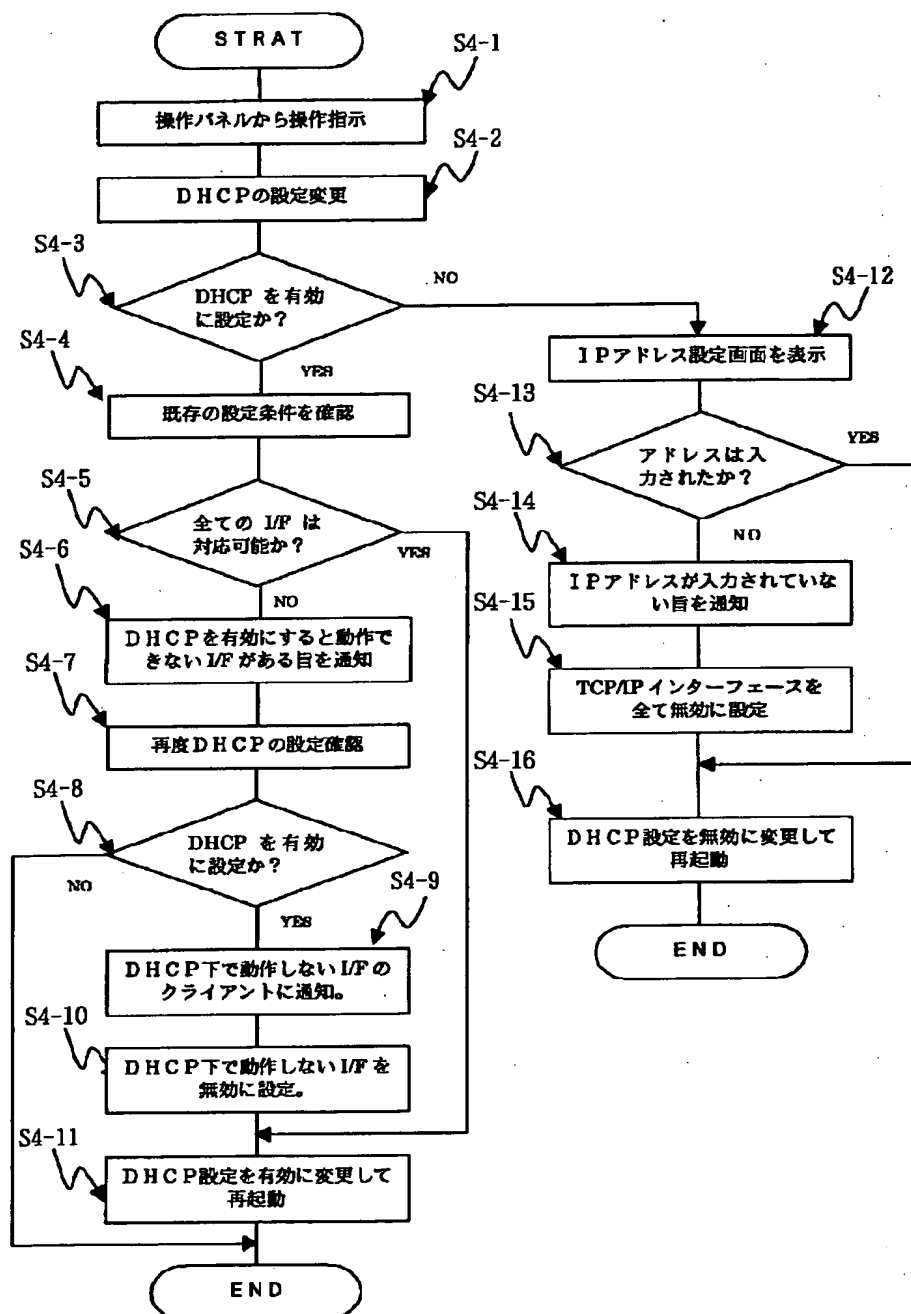 STRAT
S4-1
操作パネルから操作指示
S4-2
DHCPの設定変更
S4-3
DHCP を有効
に設定か?
NO
YES
S4-4
既存の設定条件を確認
S4-5
全ての I/F は
対応可能か?
YES
NO
S4-6
DHCPを有効にすると動作で
きない I/F がある旨を通知
S4-7
再度DHCPの設定確認
S4-8
DHCP を有効
に設定か?
NO
YES
S4-9
DHCP下で動作しない I/F の
クライアントに通知。
S4-10
DHCP下で動作しない I/F を
無効に設定。
S4-11
DHCP設定を有効に変更して
再起動
END
S4-12
IPアドレス設定画面を表示
S4-13
アドレスは入
力されたか?
YES
NO
S4-14
IPアドレスが入力されていな
い旨を通知
S4-15
TCP/IP インターフェースを
全て無効に設定
S4-16
DHCP設定を無効に変更して
再起動
END